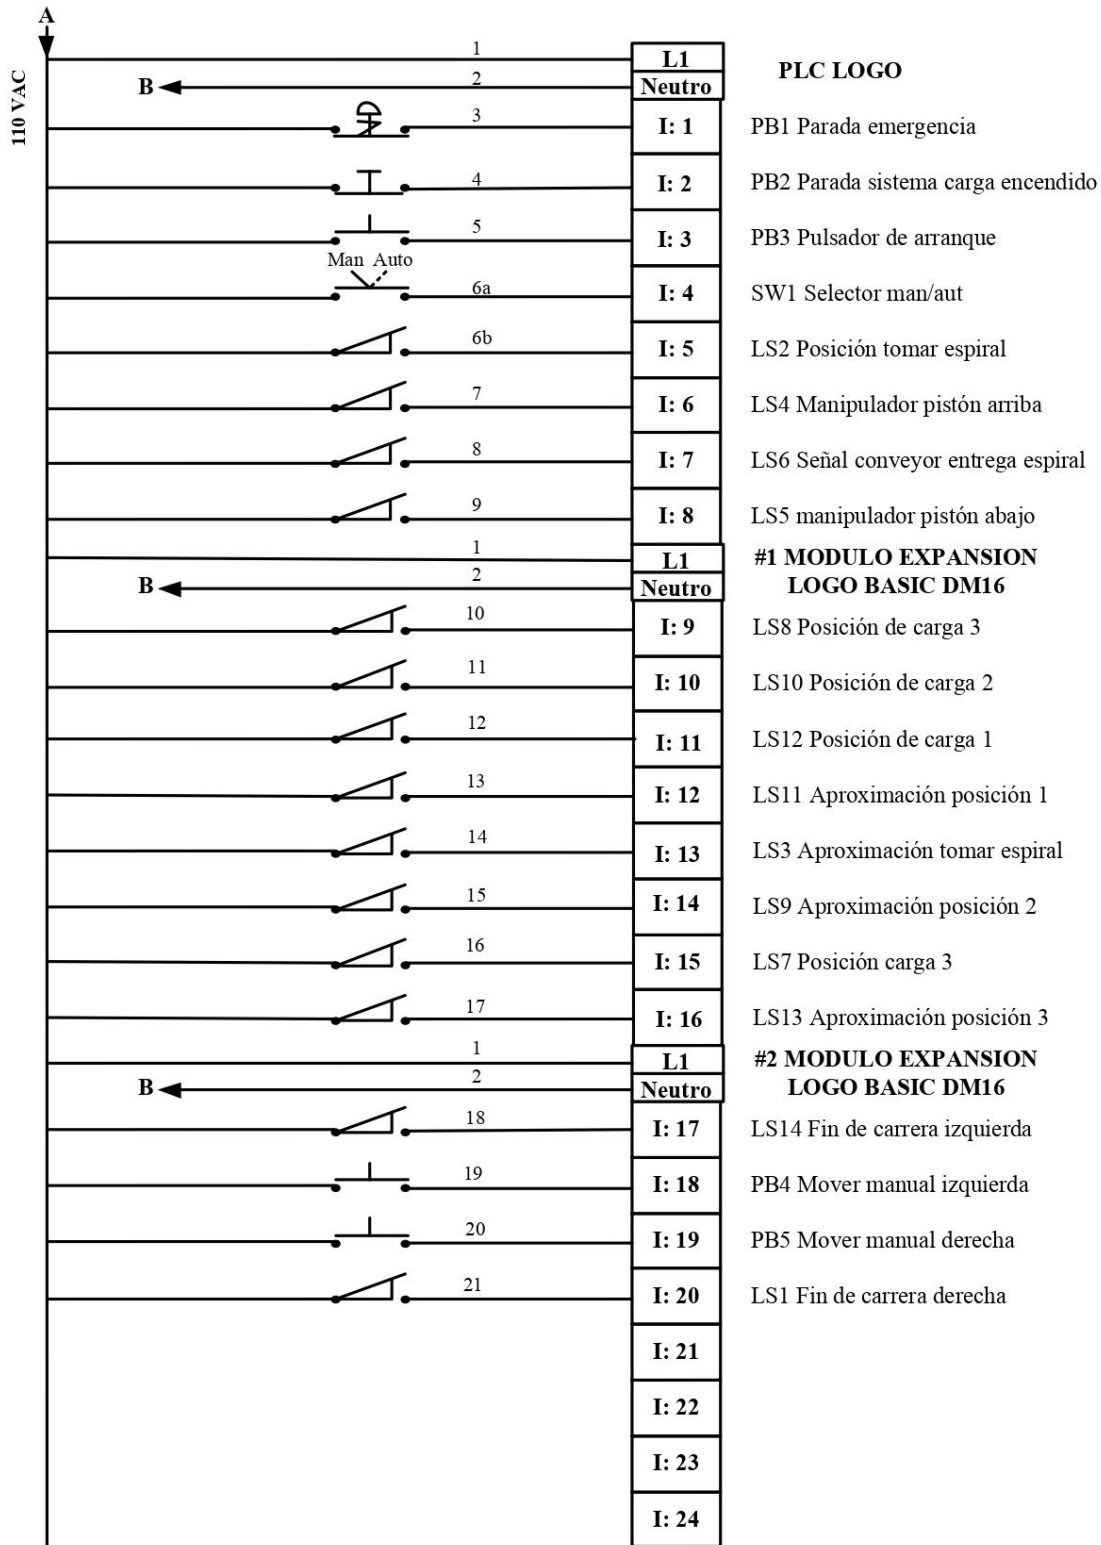 A
110 VAC
1 L1
PLC LOGO
B 2 Neutro
3 I: 1 PB1 Parada emergencia
4 I: 2 PB2 Parada sistema carga encendido
5 I: 3 PB3 Pulsador de arranque
Man Auto
6a I: 4 SW1 Selector man/aut
6b I: 5 LS2 Posición tomar espiral
7 I: 6 LS4 Manipulador pistón arriba
8 I: 7 LS6 Señal conveyor entrega espiral
9 I: 8 LS5 manipulador pistón abajo
1 L1 #1 MODULO EXPANSION
B 2 Neutro LOGO BASIC DM16
10 I: 9 LS8 Posición de carga 3
11 I: 10 LS10 Posición de carga 2
12 I: 11 LS12 Posición de carga 1
13 I: 12 LS11 Aproximación posición 1
14 I: 13 LS3 Aproximación tomar espiral
15 I: 14 LS9 Aproximación posición 2
16 I: 15 LS7 Posición carga 3
17 I: 16 LS13 Aproximación posición 3
1 L1 #2 MODULO EXPANSION
B 2 Neutro LOGO BASIC DM16
18 I: 17 LS14 Fin de carrera izquierda
19 I: 18 PB4 Mover manual izquierda
20 I: 19 PB5 Mover manual derecha
21 I: 20 LS1 Fin de carrera derecha
I: 21
I: 22
I: 23
I: 24